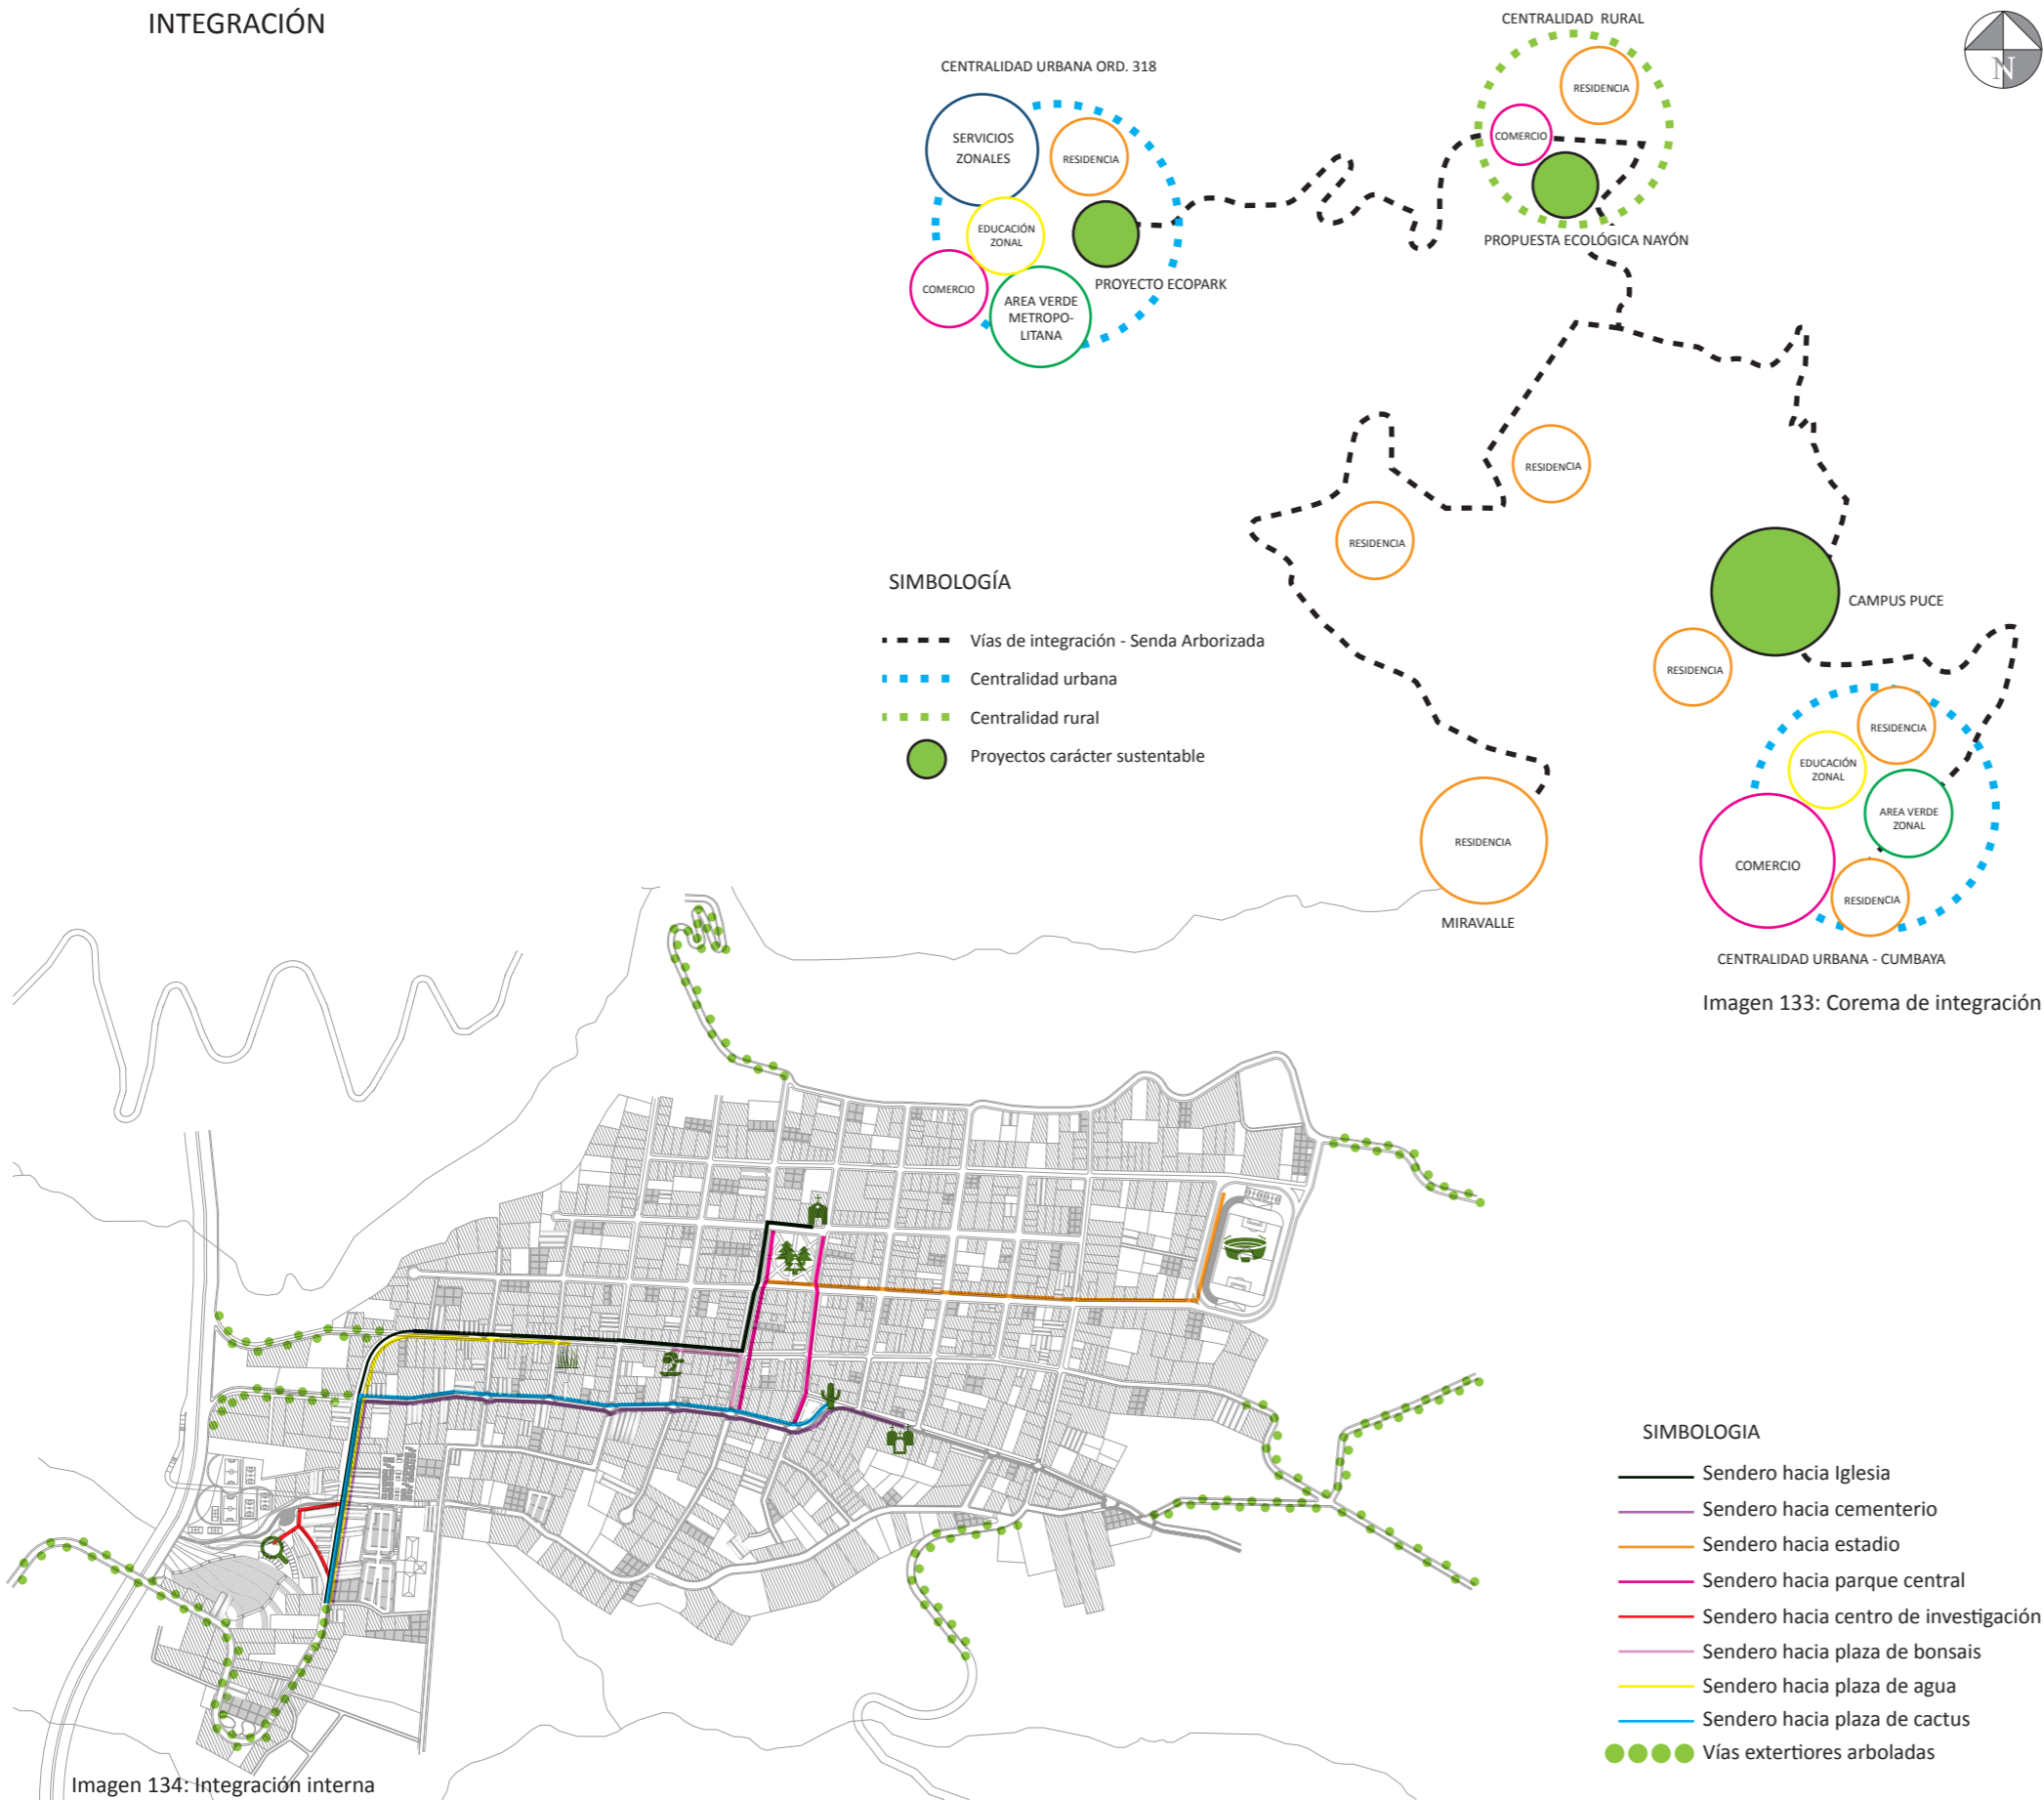 INTEGRACIÓN
CENTRALIDAD RURAL
N
CENTRALIDAD URBANA ORD. 318
RESIDENCIA
COMERCIO
SERVICIOS
ZONALES
RESIDENCIA
EDUCACIÓN
ZONAL
PROPUESTA ECOLÓGICA NAYÓN
COMERCIO
PROYECTO ECOPARK
AREA VERDE
METROPO-
LITANA
RESIDENCIA
RESIDENCIA
SIMBOLOGÍA
Vías de integración - Senda Arborizada
Centralidad urbana
Centralidad rural
Proyectos carácter sustentable
CAMPUS PUCE
RESIDENCIA
RESIDENCIA
EDUCACIÓN
ZONAL
AREA VERDE
ZONAL
COMERCIO
RESIDENCIA
RESIDENCIA
MIRAVALLE
CENTRALIDAD URBANA - CUMBAYA
Imagen 133: Corema de integración
SIMBOLOGIA
Sendero hacia Iglesia
Sendero hacia cementerio
Sendero hacia estadio
Sendero hacia parque central
Sendero hacia centro de investigación
Sendero hacia plaza de bonsais
Sendero hacia plaza de agua
Sendero hacia plaza de cactus
Vías extertiores arboladas
Imagen 134: Integración interna